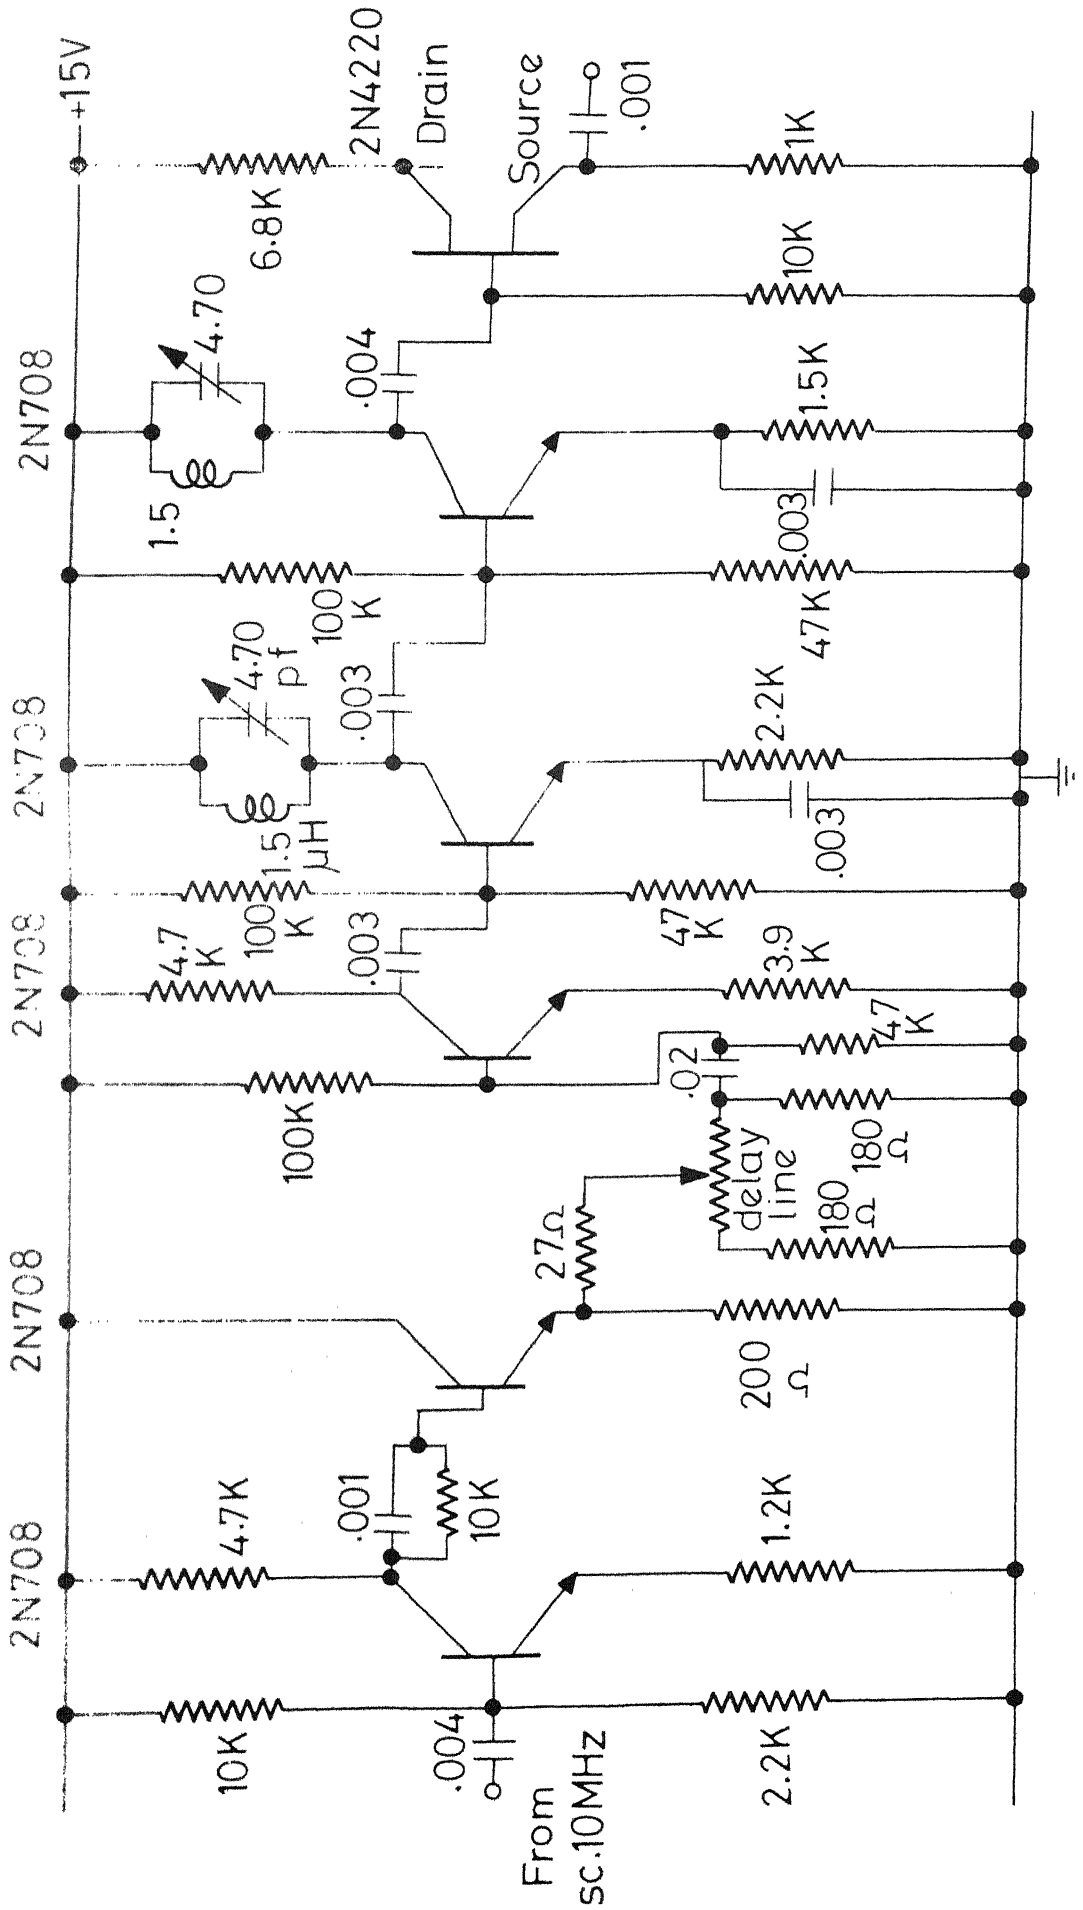 2N708
2N708
2N708
2N708
2N708
+15V
10K
4.7K
100K
4.7
K
100
K
1.5
µH
4.70
pf
100
K
1.5
4.70
6.8K
2N4220
Drain
Source
.001
.004
From
sc.10MHz
.001
10K
27Ω
.003
.003
.004
2.2K
1.2K
200
Ω
180
Ω
delay
line
180
Ω
.02
47
K
3.9
K
47
K
.003
2.2K
47K
.003
1.5K
10K
1K